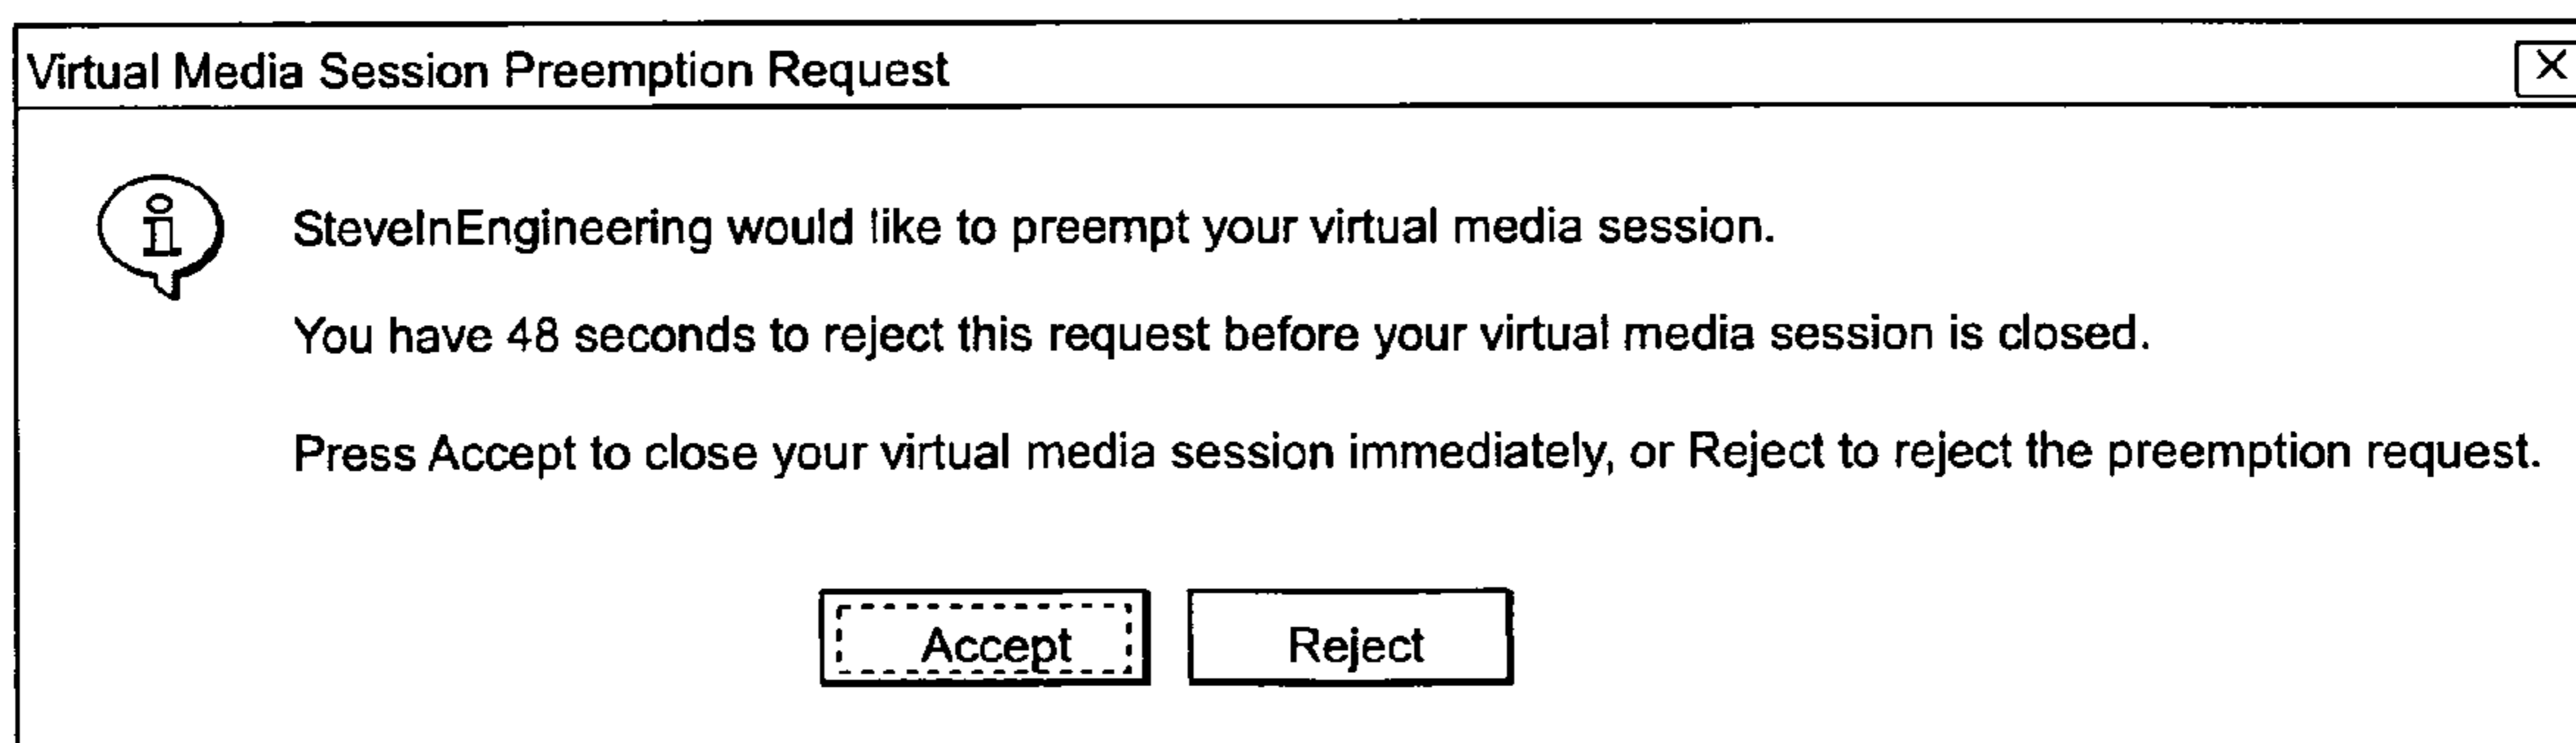 Virtual Media Session Preemption Request
SteveInEngineering would like to preempt your virtual media session.
You have 48 seconds to reject this request before your virtual media session is closed.
Press Accept to close your virtual media session immediately, or Reject to reject the preemption request.
Accept Reject